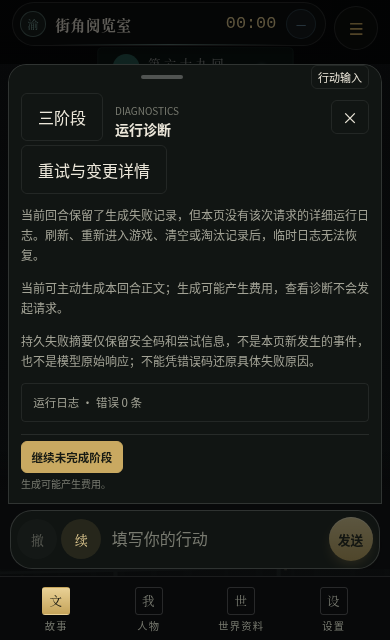 渝
街角阅览室
00:00
—
☰
第六十九回
行动输入
三阶段
DIAGNOSTICS
运行诊断
×
重试与变更详情
当前回合保留了生成失败记录，但本页没有该次请求的详细运行日
志。刷新、重新进入游戏、清空或淘汰记录后，临时日志无法恢
复。
当前可主动生成本回合正文；生成可能产生费用，查看诊断不会发
起请求。
持久失败摘要仅保留安全码和尝试信息，不是本页新发生的事件，
也不是模型原始响应；不能凭错误码还原具体失败原因。
运行日志 · 错误 0 条
继续未完成阶段
生成可能产生费用。
撤
续
填写你的行动
发送
文
我
世
设
故事
人物
世界资料
设置